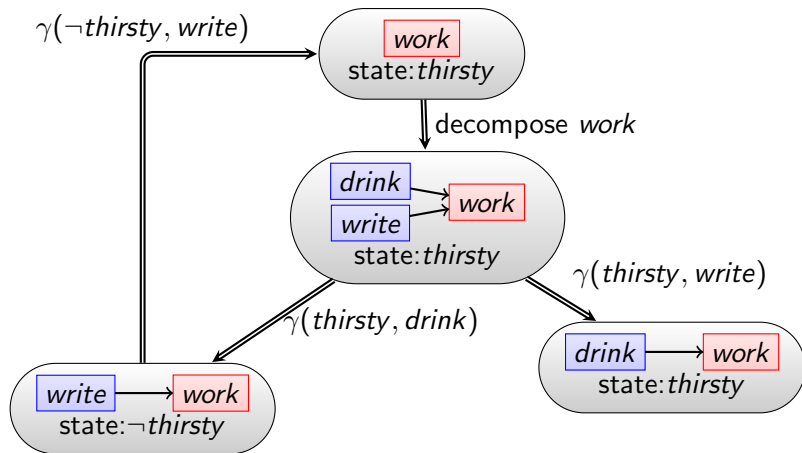 γ(¬thirsty, write)
work
state:thirsty
decompose work
drink
write
work
state:thirsty
γ(thirsty, write)
γ(thirsty, drink)
drink work
state:thirsty
write work
state:¬thirsty